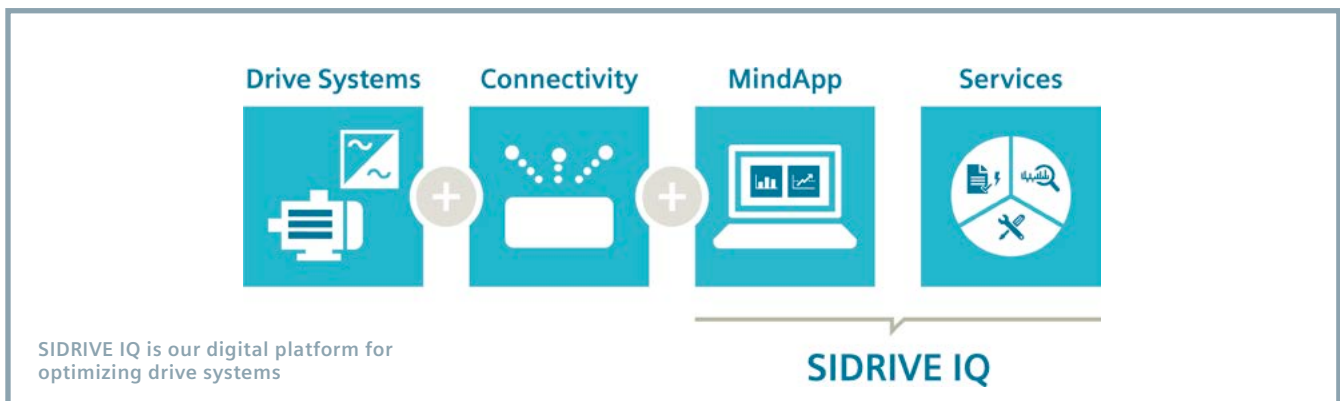 Drive Systems
Connectivity
MindApp
Services
SIDRIVE IQ is our digital platform for
optimizing drive systems
SIDRIVE IQ